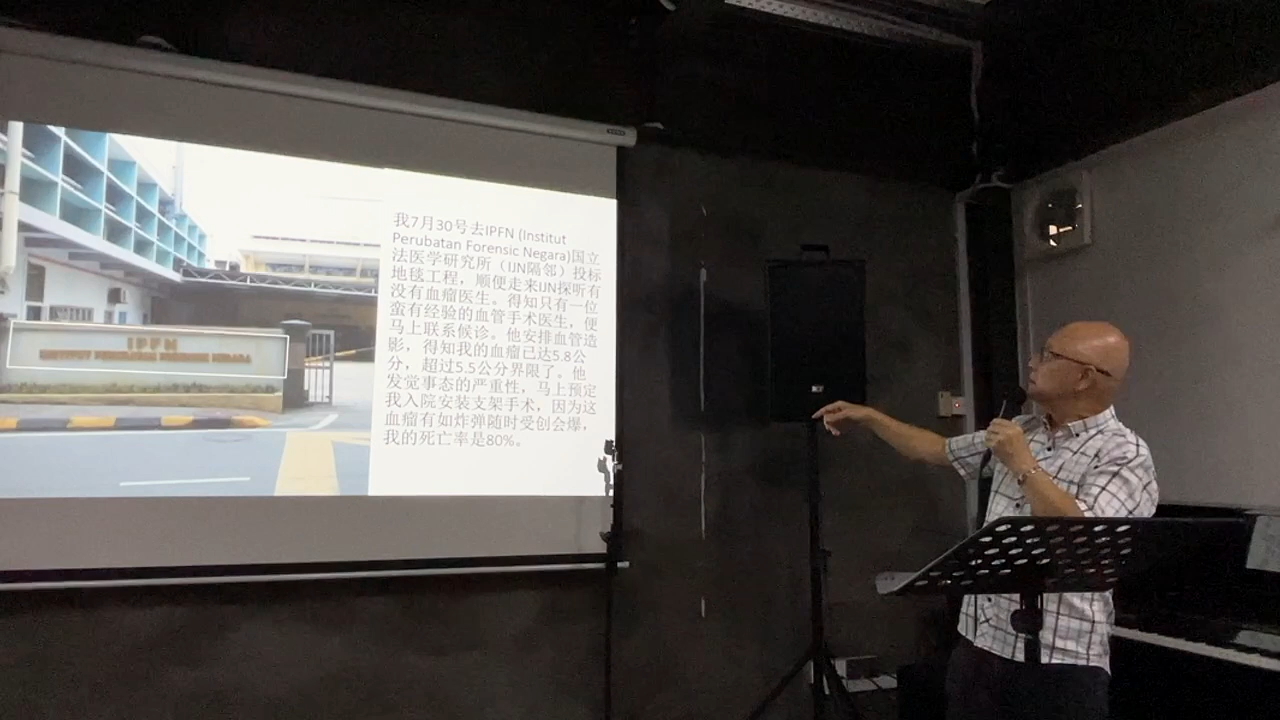 IPFN
INSTITUT PERUBATAN FORENSIK NEGARA
我7月30号去IPFN (Institut
Perubatan Forensic Negara)国立
法医学研究所（IJN隔邻）投标
地毯工程，顺便走来IJN探听有
没有血瘤医生。得知只有一位
蛮有经验的血管手术医生，便
马上联系候诊。他安排血管造
影，得知我的血瘤已达5.8公
分，超过5.5公分界限了。他
发觉事态的严重性，马上预定
我入院安装支架手术，因为这
血瘤有如炸弹随时受创会爆，
我的死亡率是80%。